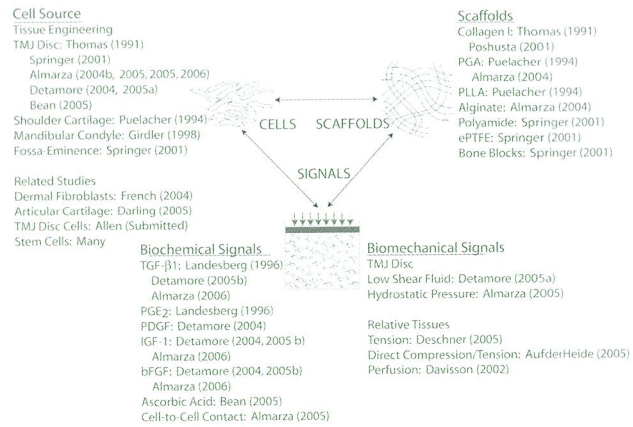 Cell Source
Tissue Engineering
TMJ Disc: Thomas (1991)
Springer (2001)
Almarza (2004b, 2005, 2005, 2006)
Detamore (2004, 2005a)
Bean (2005)
Shoulder Cartilage: Puelacher (1994)
Mandibular Condyle: Girdler (1998)
Fossa-Eminence: Springer (2001)
Related Studies
Dermal Fibroblasts: French (2004)
Articular Cartilage: Darling (2005)
TMJ Disc Cells: Allen (Submitted)
Stem Cells: Many
Scaffolds
Collagen I: Thomas (1991)
Poshusta (2001)
PGA: Puelacher (1994)
Almarza (2004)
PLLA: Puelacher (1994)
Alginate: Almarza (2004)
Polyamide: Springer (2001)
ePTFE: Springer (2001)
Bone Blocks: Springer (2001)
CELLS
SCAFFOLDS
SIGNALS
Biochemical Signals
TGF-β1: Landesberg (1996)
Detamore (2005b)
Almarza (2006)
PGE2: Landesberg (1996)
PDGF: Detamore (2004)
IGF-1: Detamore (2004, 2005 b)
Almarza (2006)
bFGF: Detamore (2004, 2005b)
Almarza (2006)
Ascorbic Acid: Bean (2005)
Cell-to-Cell Contact: Almarza (2005)
Biomechanical Signals
TMJ Disc
Low Shear Fluid: Detamore (2005a)
Hydrostatic Pressure: Almarza (2005)
Relative Tissues
Tension: Deschner (2005)
Direct Compression/Tension: AufderHeide (2005)
Perfusion: Davisson (2002)